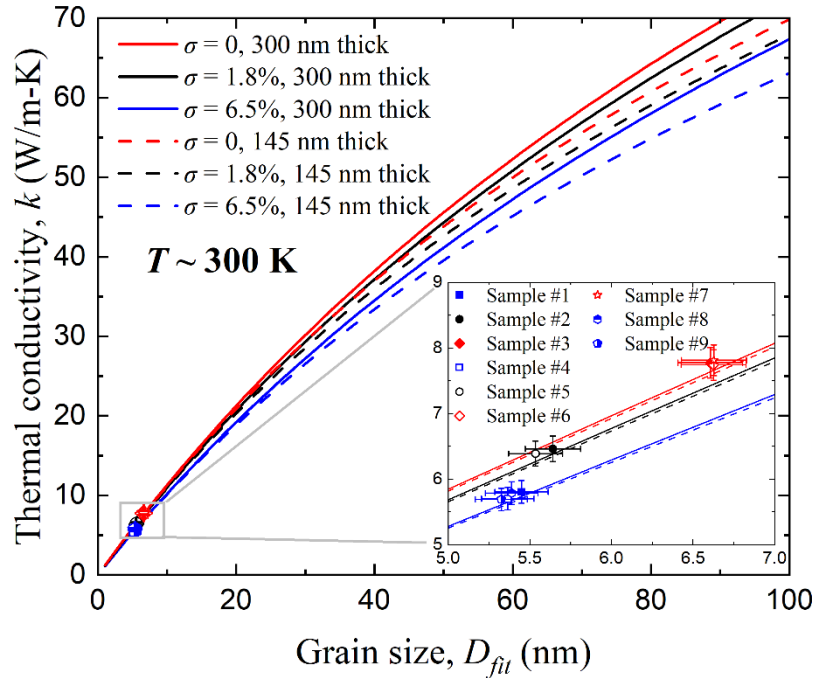 70
60
50
40
30
20
10
0
Thermal conductivity, k (W/m-K)
σ = 0, 300 nm thick
σ = 1.8%, 300 nm thick
σ = 6.5%, 300 nm thick
σ = 0, 145 nm thick
σ = 1.8%, 145 nm thick
σ = 6.5%, 145 nm thick
T ~ 300 K
9
8
7
6
5
Sample #1
Sample #2
Sample #3
Sample #4
Sample #5
Sample #6
Sample #7
Sample #8
Sample #9
5.0 5.5 6.0 6.5 7.0
0 20 40 60 80 100
Grain size, D_fit (nm)